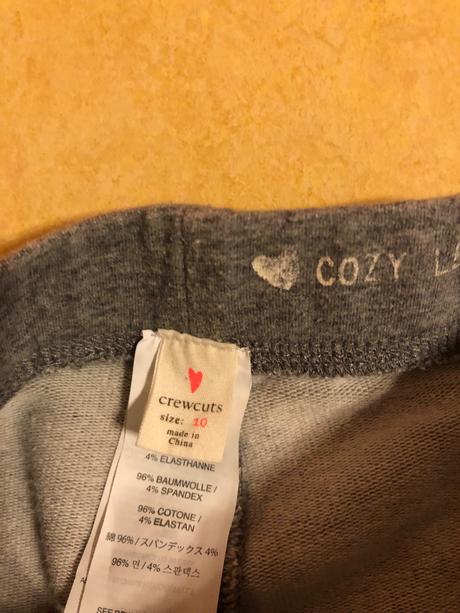 COZY
crewcuts
size: 10
made in
China
4% ELASTHANNE
96% BAUMWOLLE /
4% SPANDEX
96% COTONE /
4% ELASTAN
綿 96% / スパンデックス 4%
96% 면 / 4% 스판덱스